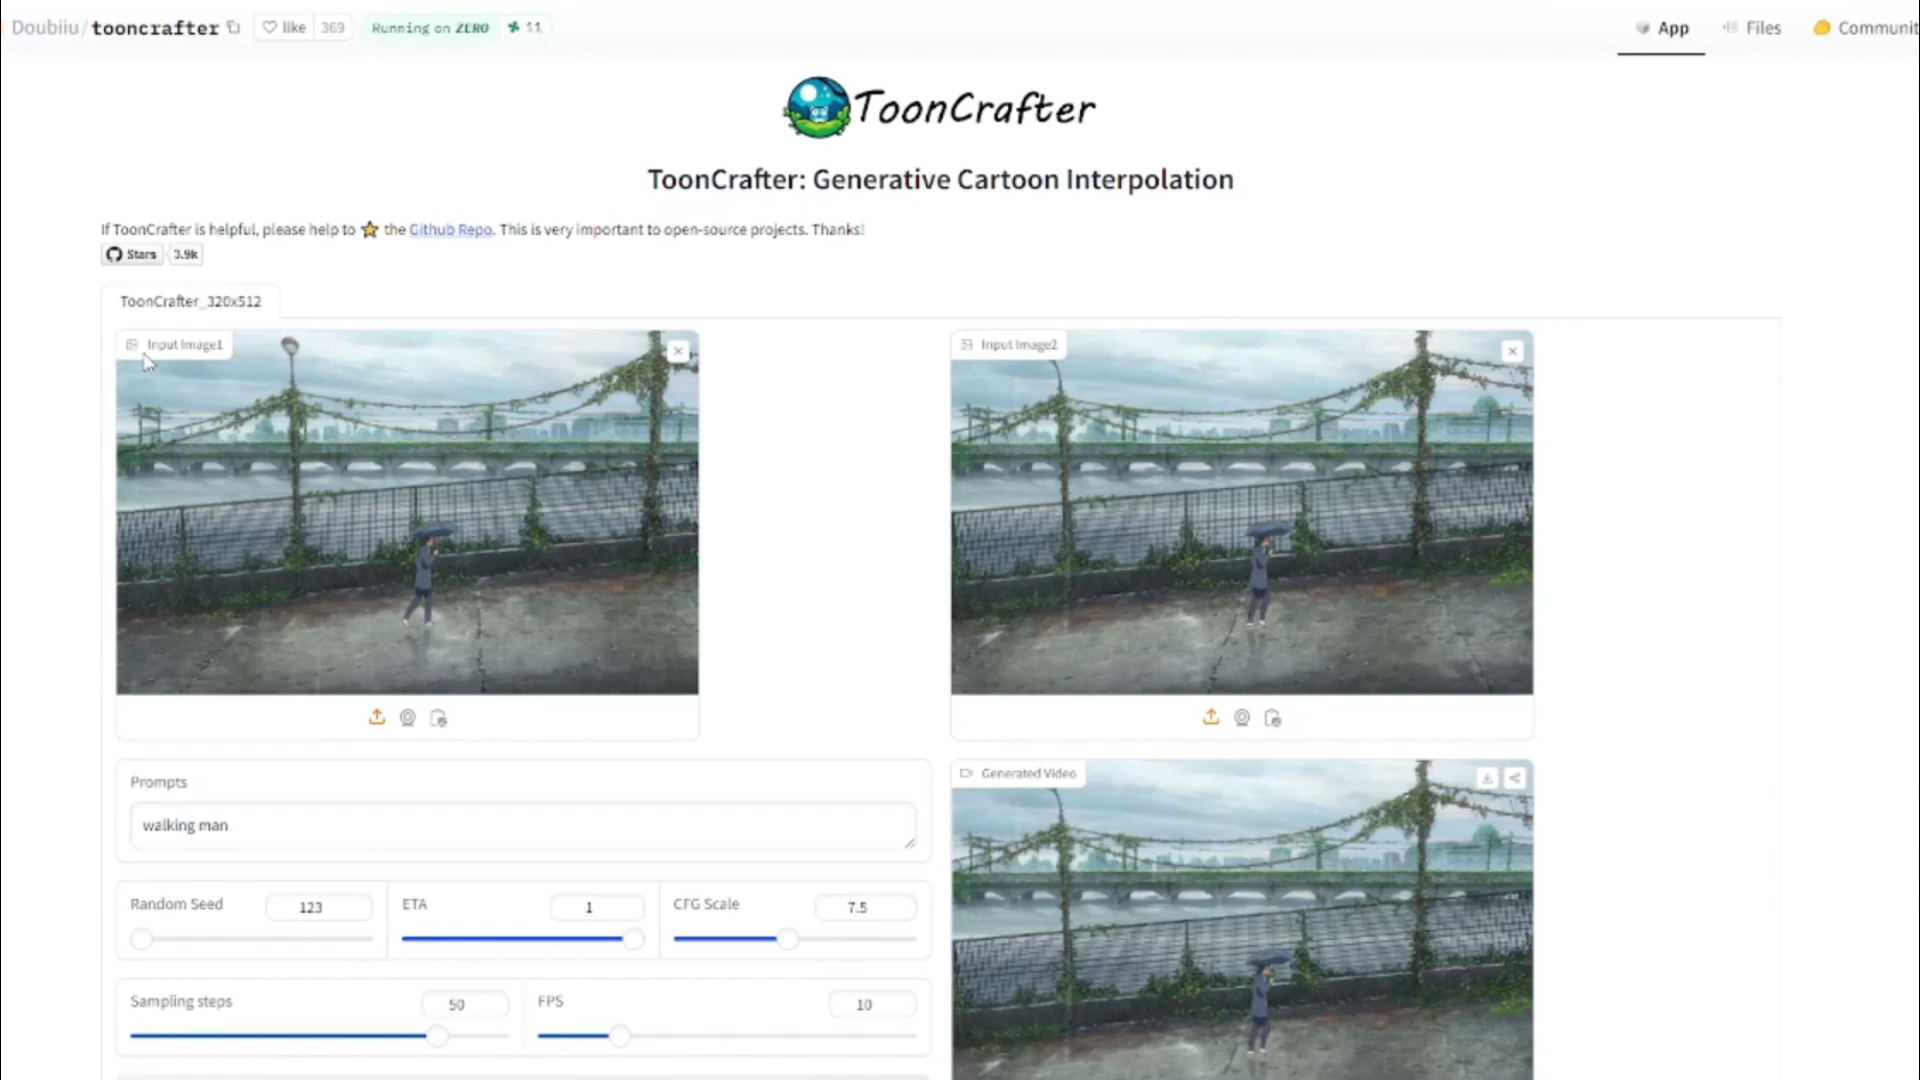 Doubiiu/tooncrafter like 369 Running on ZERO 11 App Files Communit
ToonCrafter
ToonCrafter: Generative Cartoon Interpolation
If ToonCrafter is helpful, please help to ⭐ the Github Repo. This is very important to open-source projects. Thanks!
Stars 3.9k
ToonCrafter_320x512
Input Image1
Input Image2
Prompts
walking man
Generated Video
Random Seed 123 ETA 1 CFG Scale 7.5
Sampling steps 50 FPS 10